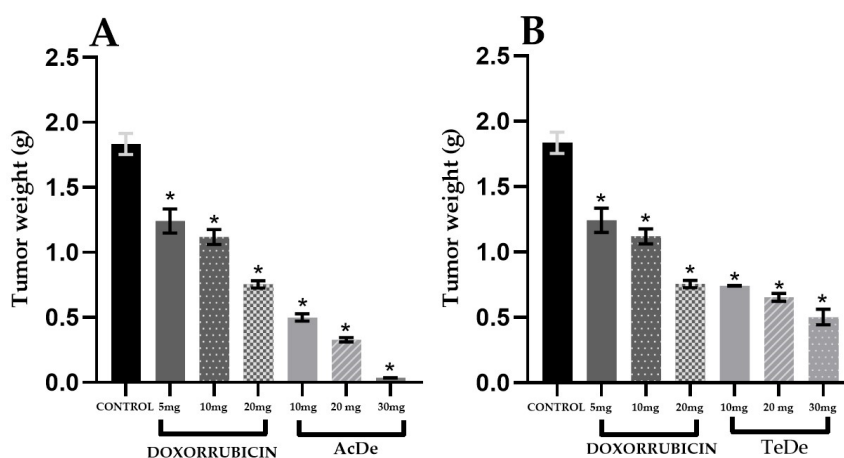 A
Tumor weight (g)
2.5
2.0
1.5
1.0
0.5
0.0
* * * * * *
CONTROL 5mg 10mg 20mg 10mg 20 mg 30mg
DOXORRUBICIN AcDe
B
Tumor weight (g)
2.5
2.0
1.5
1.0
0.5
0.0
* * * * * *
CONTROL 5mg 10mg 20mg 10mg 20 mg 30mg
DOXORRUBICIN TeDe